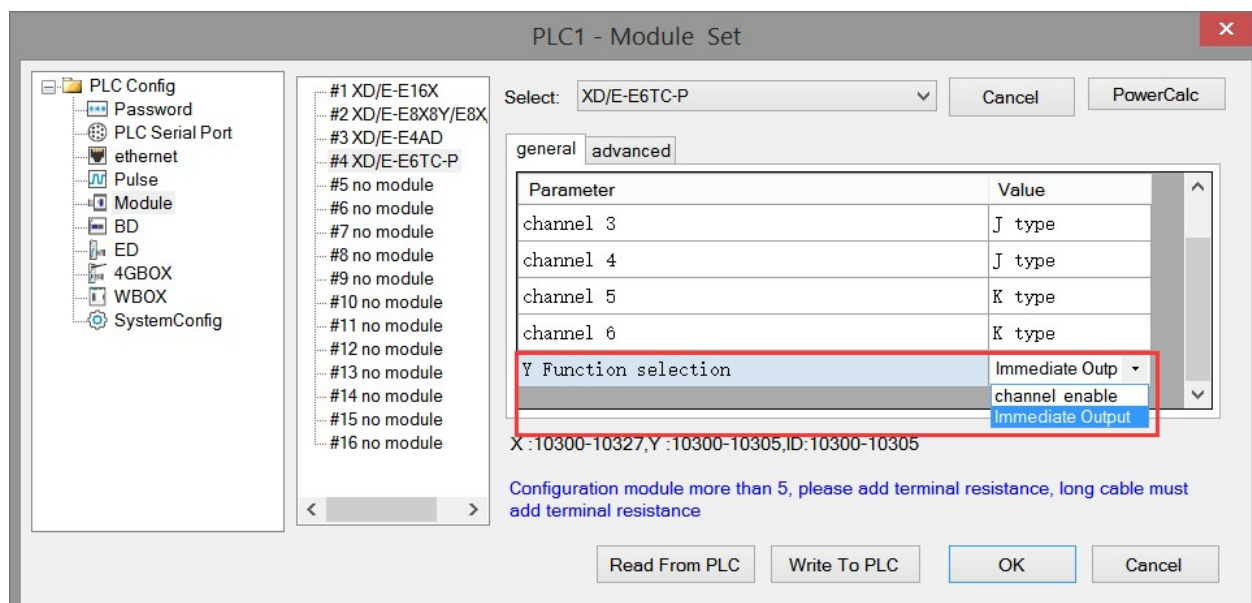 PLC1 - Module Set
PLC Config
Password
PLC Serial Port
ethernet
Pulse
Module
BD
ED
4GBOX
WBOX
SystemConfig
#1 XD/E-E16X
#2 XD/E-E8X8Y/E8X
#3 XD/E-E4AD
#4 XD/E-E6TC-P
#5 no module
#6 no module
#7 no module
#8 no module
#9 no module
#10 no module
#11 no module
#12 no module
#13 no module
#14 no module
#15 no module
#16 no module
Select: XD/E-E6TC-P Cancel PowerCalc
general advanced
Parameter Value
channel 3 J type
channel 4 J type
channel 5 K type
channel 6 K type
Y Function selection Immediate Outp
channel enable
Immediate Output
X :10300-10327,Y :10300-10305,ID:10300-10305
Configuration module more than 5, please add terminal resistance, long cable must
add terminal resistance
Read From PLC Write To PLC OK Cancel